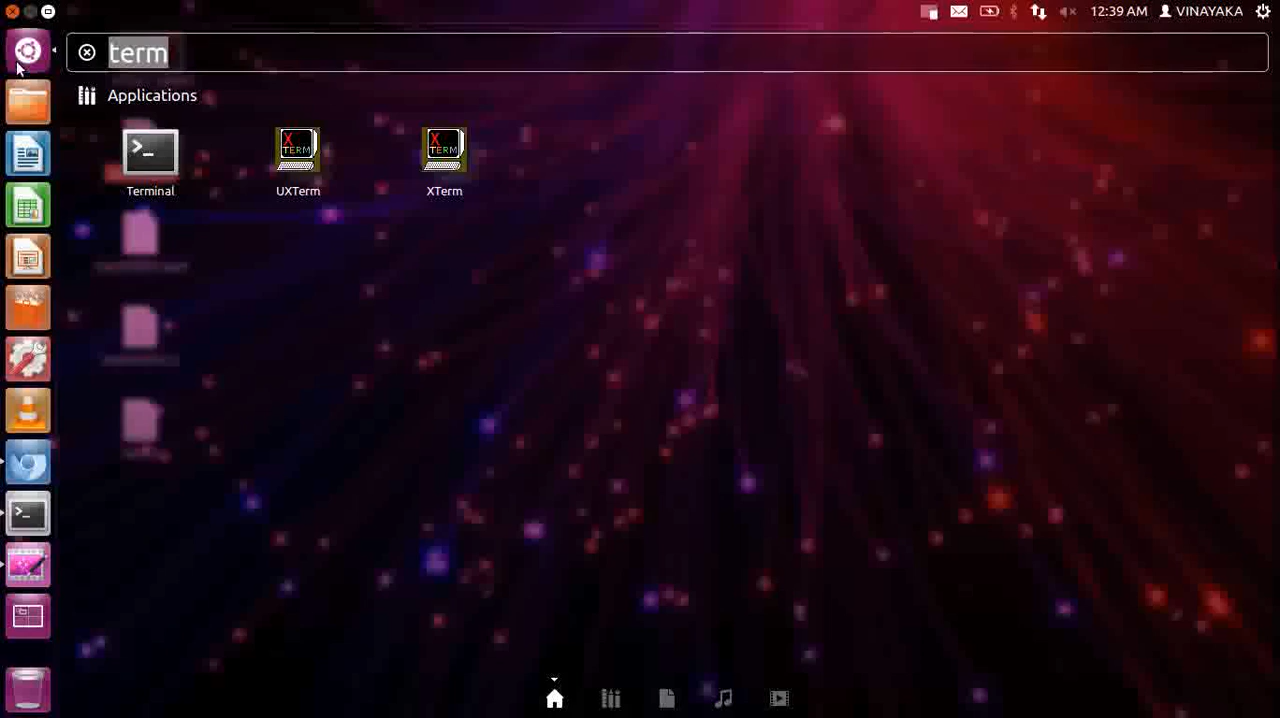 12:39 AM VINAYAKA
term
Applications
>_ X TERM X TERM
Terminal UXTerm XTerm
>_